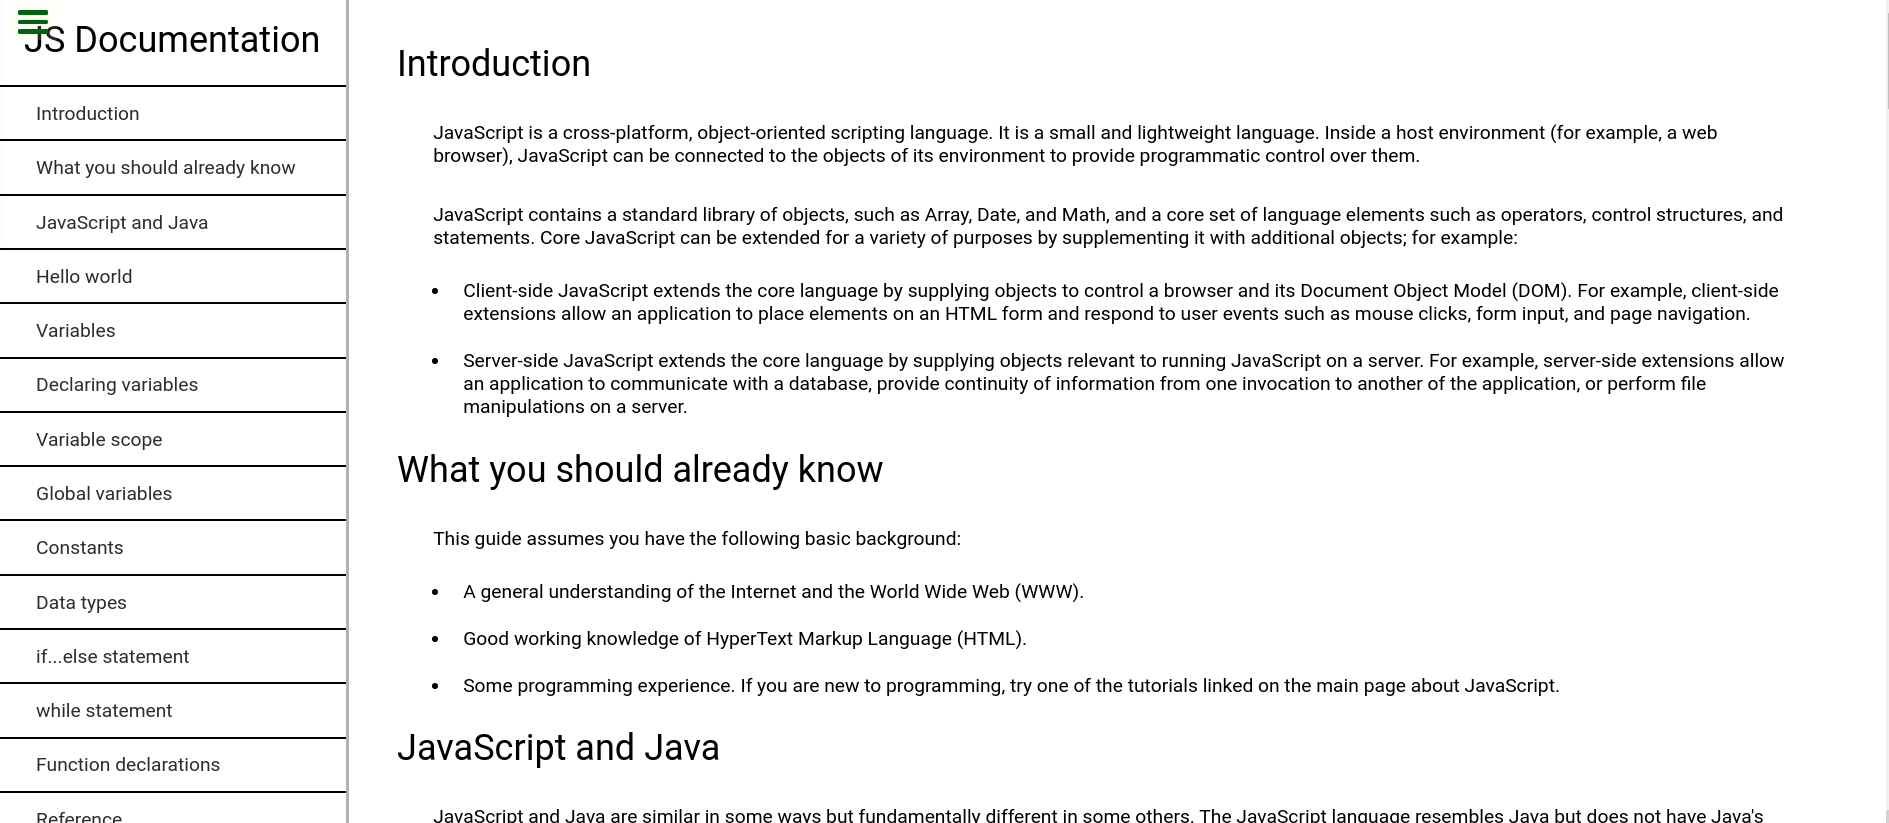 JS Documentation
Introduction
What you should already know
JavaScript and Java
Hello world
Variables
Declaring variables
Variable scope
Global variables
Constants
Data types
if...else statement
while statement
Function declarations
Reference
Introduction
JavaScript is a cross-platform, object-oriented scripting language. It is a small and lightweight language. Inside a host environment (for example, a web
browser), JavaScript can be connected to the objects of its environment to provide programmatic control over them.
JavaScript contains a standard library of objects, such as Array, Date, and Math, and a core set of language elements such as operators, control structures, and
statements. Core JavaScript can be extended for a variety of purposes by supplementing it with additional objects; for example:
• Client-side JavaScript extends the core language by supplying objects to control a browser and its Document Object Model (DOM). For example, client-side
extensions allow an application to place elements on an HTML form and respond to user events such as mouse clicks, form input, and page navigation.
• Server-side JavaScript extends the core language by supplying objects relevant to running JavaScript on a server. For example, server-side extensions allow
an application to communicate with a database, provide continuity of information from one invocation to another of the application, or perform file
manipulations on a server.
What you should already know
This guide assumes you have the following basic background:
• A general understanding of the Internet and the World Wide Web (WWW).
• Good working knowledge of HyperText Markup Language (HTML).
• Some programming experience. If you are new to programming, try one of the tutorials linked on the main page about JavaScript.
JavaScript and Java
JavaScript and Java are similar in some ways but fundamentally different in some others. The JavaScript language resembles Java but does not have Java's